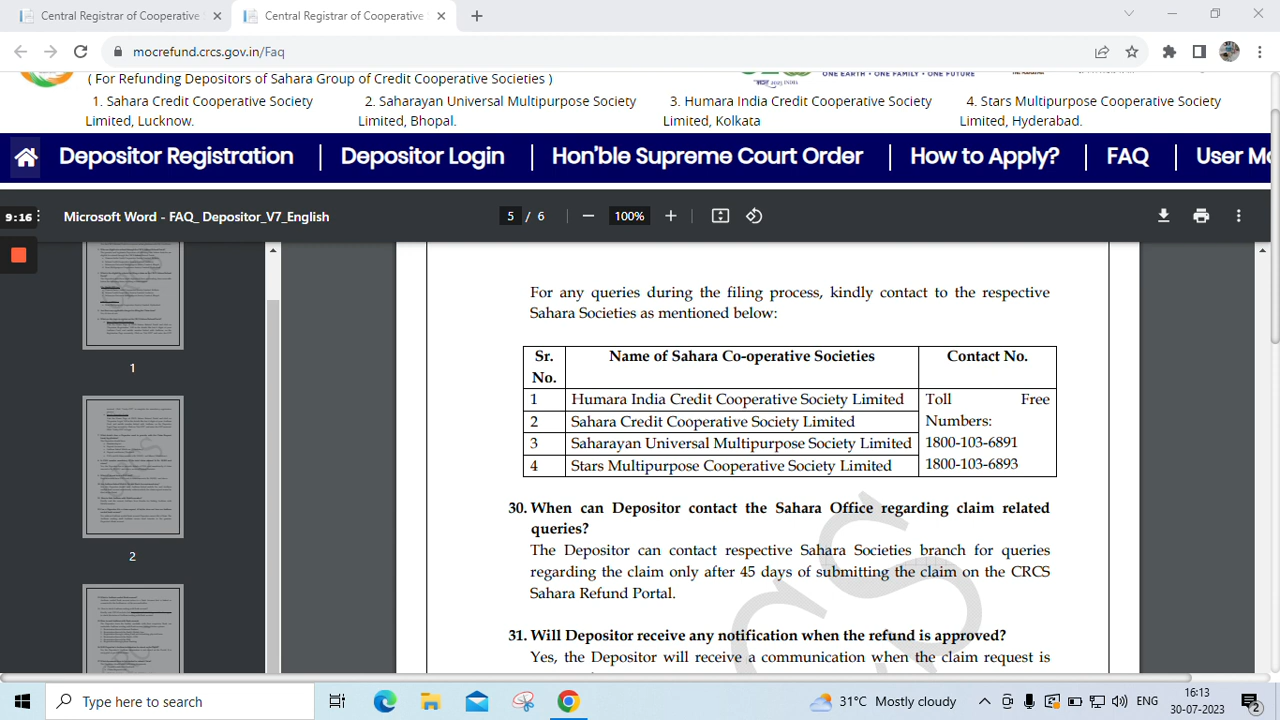 Central Registrar of Cooperative
Central Registrar of Cooperative
mocrefund.crcs.gov.in/Faq
( For Refunding Depositors of Sahara Group of Credit Cooperative Societies )
ONE EARTH • ONE FAMILY • ONE FUTURE
1. Sahara Credit Cooperative Society
Limited, Lucknow.
2. Saharayan Universal Multipurpose Society
Limited, Bhopal.
3. Humara India Credit Cooperative Society
Limited, Kolkata
4. Stars Multipurpose Cooperative Society
Limited, Hyderabad.
Depositor Registration | Depositor Login | Hon'ble Supreme Court Order | How to Apply? | FAQ | User Ma
9:16
Microsoft Word - FAQ_ Depositor_V7_English
5 / 6
100%
1
2
For any queries during the filing process, kindly contact to the respective
Sahara Societies as mentioned below:
Sr. No. Name of Sahara Co-operative Societies Contact No.
1 Humara India Credit Cooperative Society Limited Toll Free
2 Sahara Credit Cooperative Society Limited Numbers:
3 Saharayan Universal Multipurpose Society Limited 1800-103-6891
4 Stars Multipurpose Cooperative Society Limited 1800-103-6893
30. When can Depositor contact the Sahara Office regarding claim related
queries?
The Depositor can contact respective Sahara Societies branch for queries
regarding the claim only after 45 days of submitting the claim on the CRCS
Sahara Refund Portal.
31. Will Depositor receive any notification when the refund is approved?
Yes, the Depositor will receive a communication when the claim request is
Type here to search
31°C Mostly cloudy
ENG
16:13
30-07-2023
2